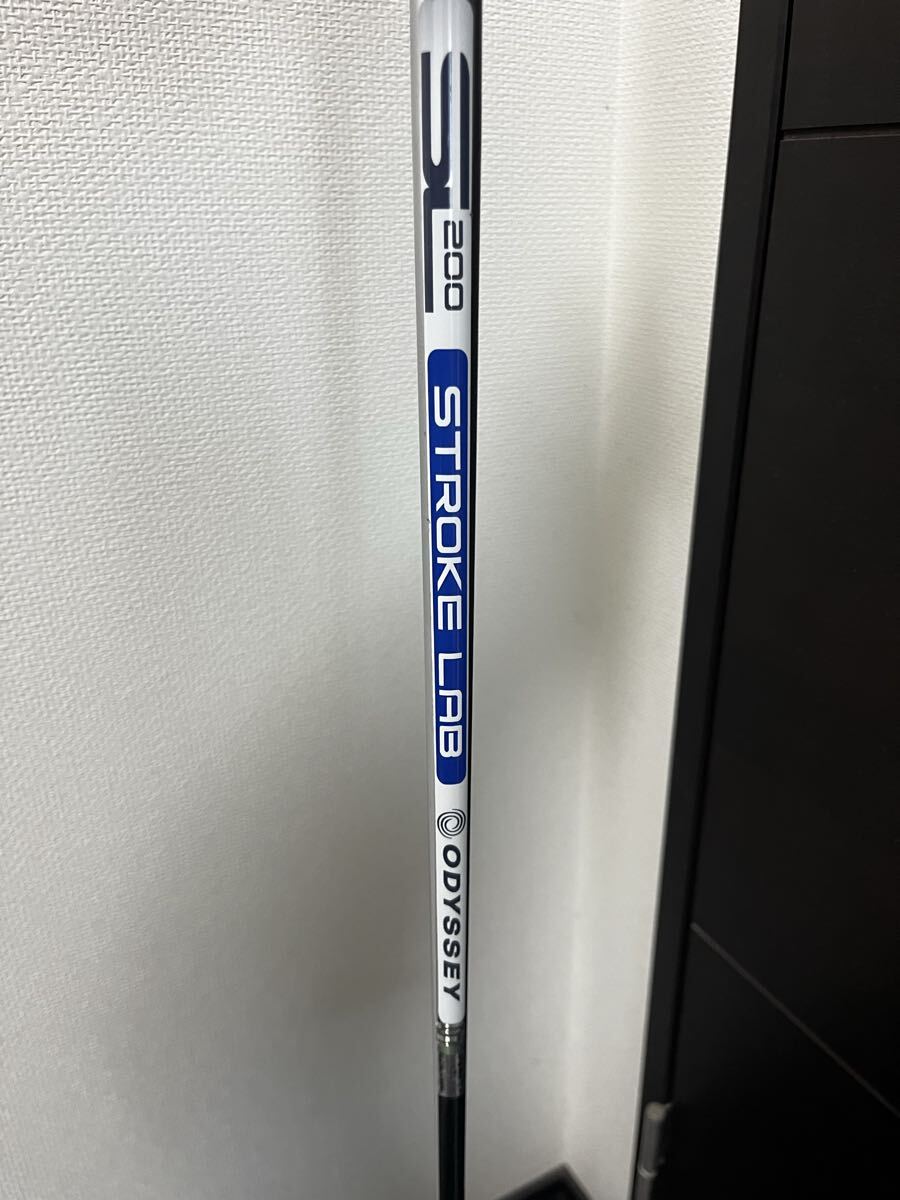 SL
200
STROKE LAB
ODYSSEY